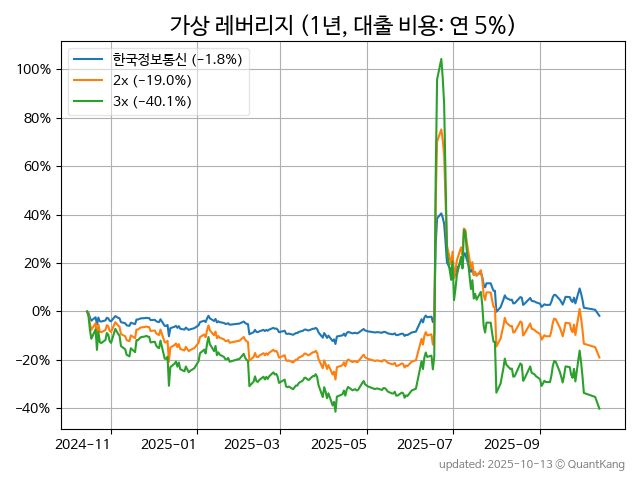 가상 레버리지 (1년, 대출 비용: 연 5%)
한국정보통신 (−1.8%)
2x (−19.0%)
3x (−40.1%)
100%
80%
60%
40%
20%
0%
−20%
−40%
2024-11
2025-01
2025-03
2025-05
2025-07
2025-09
updated: 2025-10-13 © QuantKang